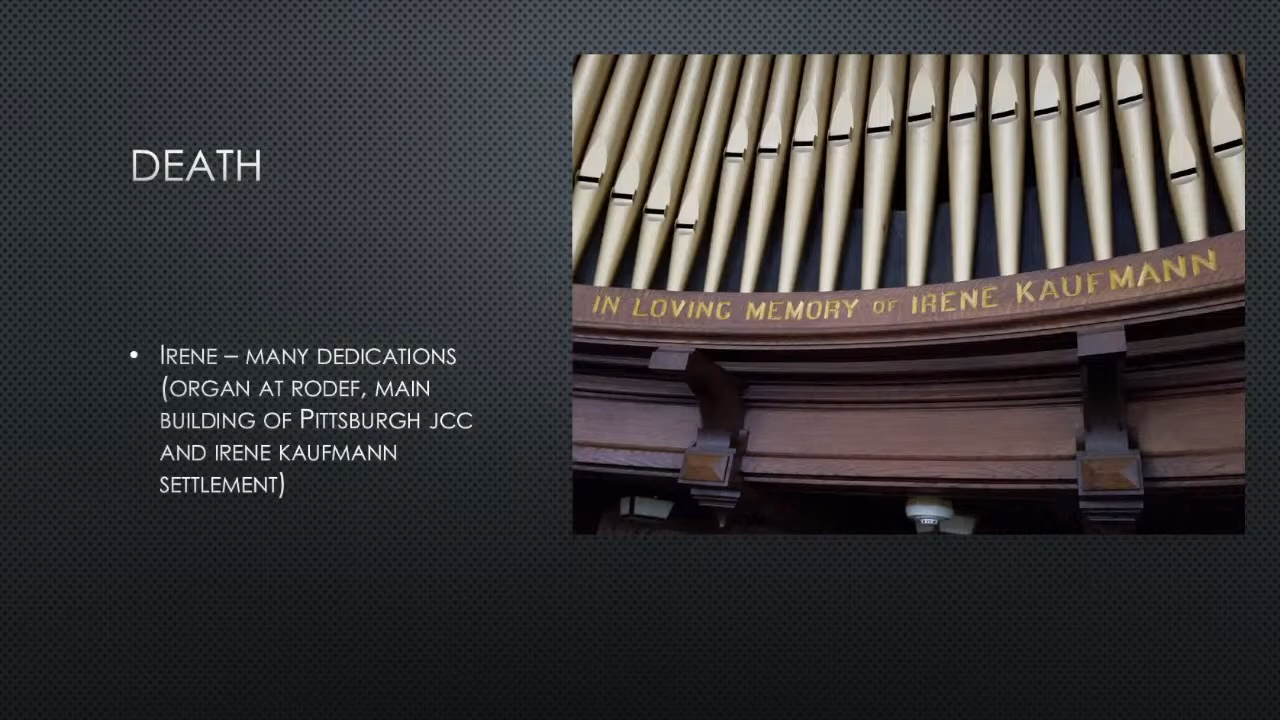 DEATH
• IRENE – MANY DEDICATIONS
(ORGAN AT RODEF, MAIN
BUILDING OF PITTSBURGH JCC
AND IRENE KAUFMANN
SETTLEMENT)
IN LOVING MEMORY OF IRENE KAUFMANN